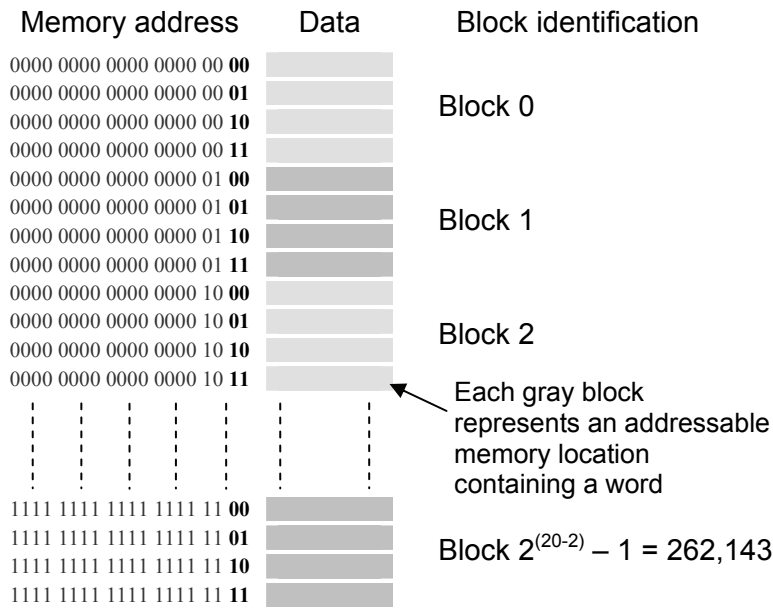 Memory address Data Block identification
0000 0000 0000 0000 00 00
0000 0000 0000 0000 00 01
0000 0000 0000 0000 00 10
0000 0000 0000 0000 00 11
Block 0
0000 0000 0000 0000 01 00
0000 0000 0000 0000 01 01
0000 0000 0000 0000 01 10
0000 0000 0000 0000 01 11
Block 1
0000 0000 0000 0000 10 00
0000 0000 0000 0000 10 01
0000 0000 0000 0000 10 10
0000 0000 0000 0000 10 11
Block 2
Each gray block
represents an addressable
memory location
containing a word
1111 1111 1111 1111 11 00
1111 1111 1111 1111 11 01
1111 1111 1111 1111 11 10
1111 1111 1111 1111 11 11
Block 2^(20-2) – 1 = 262,143